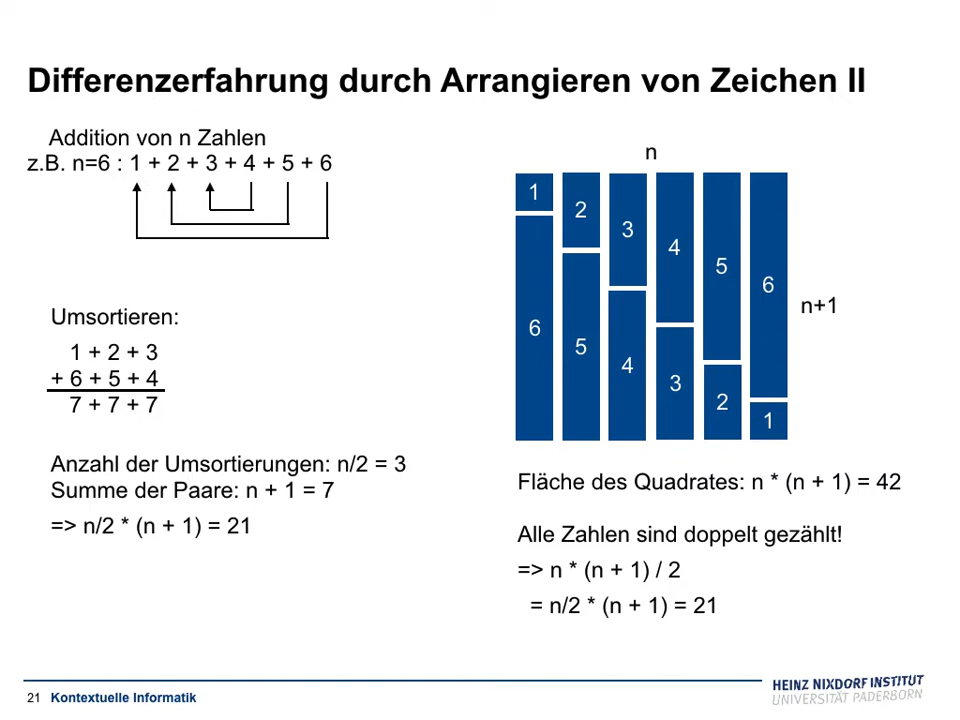 Differenzerfahrung durch Arrangieren von Zeichen II
Addition von n Zahlen
z.B. n=6 : 1 + 2 + 3 + 4 + 5 + 6
Umsortieren:
1 + 2 + 3
+ 6 + 5 + 4
7 + 7 + 7
Anzahl der Umsortierungen: n/2 = 3
Summe der Paare: n + 1 = 7
=> n/2 * (n + 1) = 21
n
1 2 3 4 5 6
6 5 4 3 2 1
n+1
Fläche des Quadrates: n * (n + 1) = 42
Alle Zahlen sind doppelt gezählt!
=> n * (n + 1) / 2
= n/2 * (n + 1) = 21
21 Kontextuelle Informatik
HEINZ NIXDORF INSTITUT
UNIVERSITÄT PADERBORN